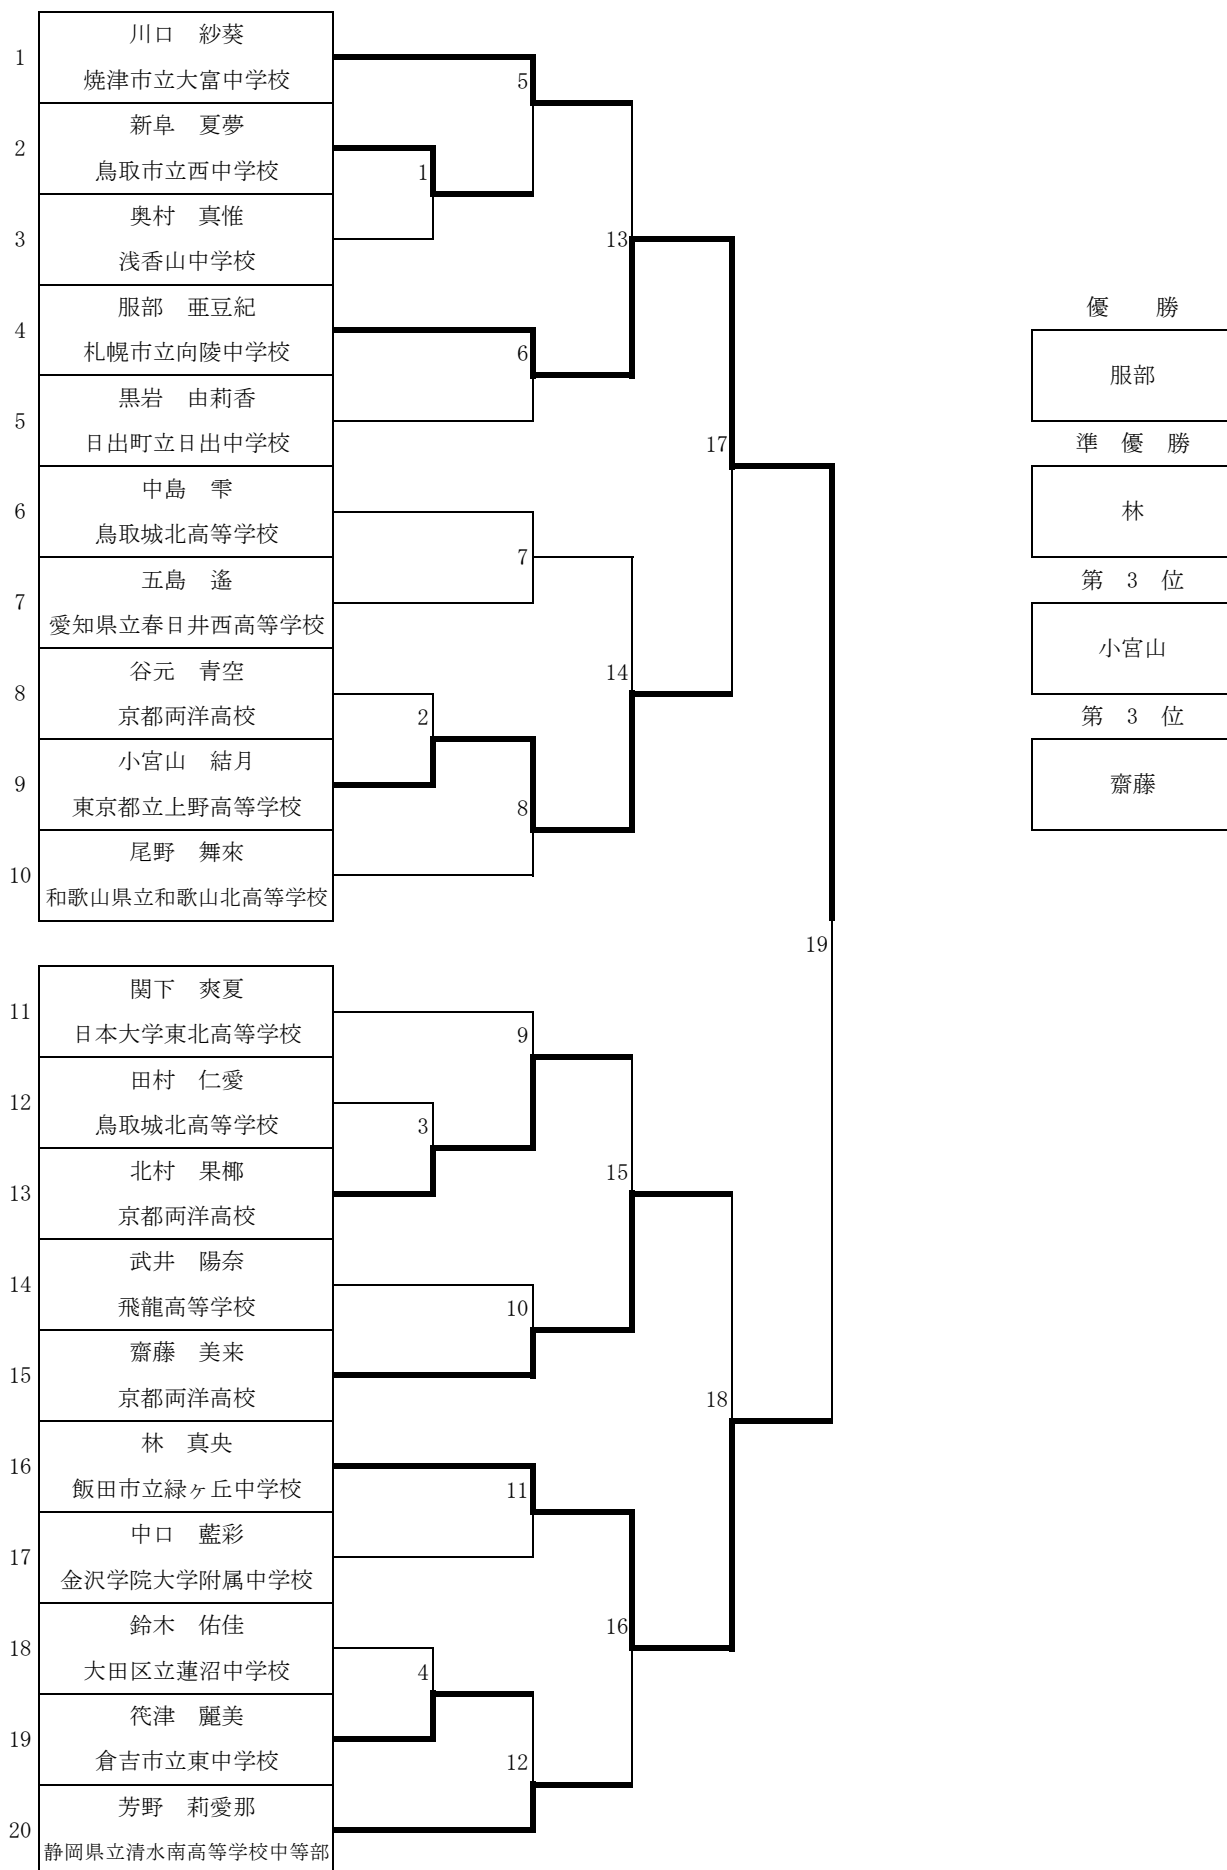 1
川口　紗葵
焼津市立大富中学校
2
新阜　夏夢
鳥取市立西中学校
3
奥村　真惟
浅香山中学校
4
服部　亜豆紀
札幌市立向陵中学校
5
黒岩　由莉香
日出町立日出中学校
6
中島　雫
鳥取城北高等学校
7
五島　遙
愛知県立春日井西高等学校
8
谷元　青空
京都両洋高校
9
小宮山　結月
東京都立上野高等学校
10
尾野　舞來
和歌山県立和歌山北高等学校
11
関下　爽夏
日本大学東北高等学校
12
田村　仁愛
鳥取城北高等学校
13
北村　果椰
京都両洋高校
14
武井　陽奈
飛龍高等学校
15
齋藤　美来
京都両洋高校
16
林　真央
飯田市立緑ヶ丘中学校
17
中口　藍彩
金沢学院大学附属中学校
18
鈴木　佑佳
大田区立蓮沼中学校
19
筏津　麗美
倉吉市立東中学校
20
芳野　莉愛那
静岡県立清水南高等学校中等部
1
2
3
4
5
6
7
8
9
10
11
12
13
14
15
16
17
18
19
優　勝
服部
準 優 勝
林
第 3 位
小宮山
第 3 位
齋藤